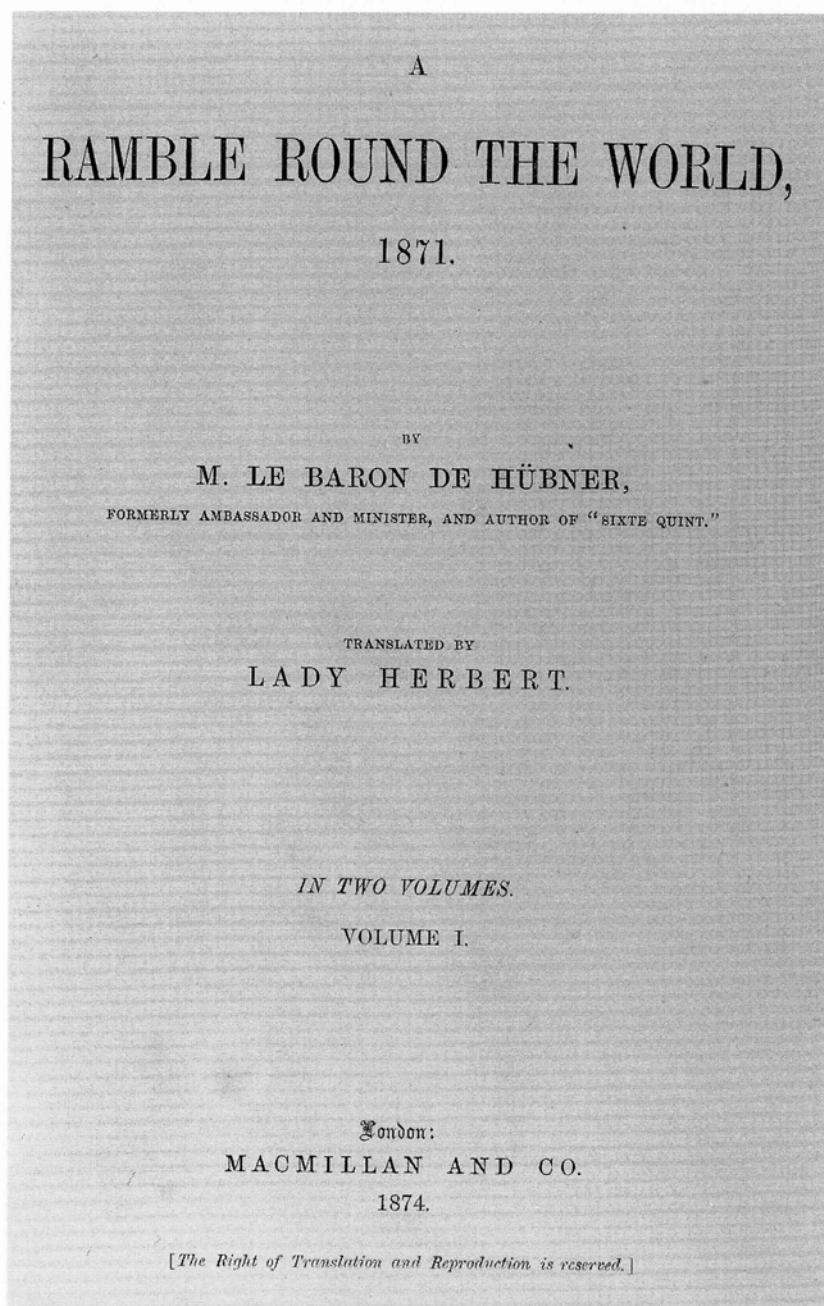 A
RAMBLE ROUND THE WORLD,
1871.
BY
M. LE BARON DE HÜBNER,
FORMERLY AMBASSADOR AND MINISTER, AND AUTHOR OF “SIXTE QUINT.”
TRANSLATED BY
LADY HERBERT.
IN TWO VOLUMES.
VOLUME I.
London:
MACMILLAN AND CO.
1874.
[The Right of Translation and Reproduction is reserved.]